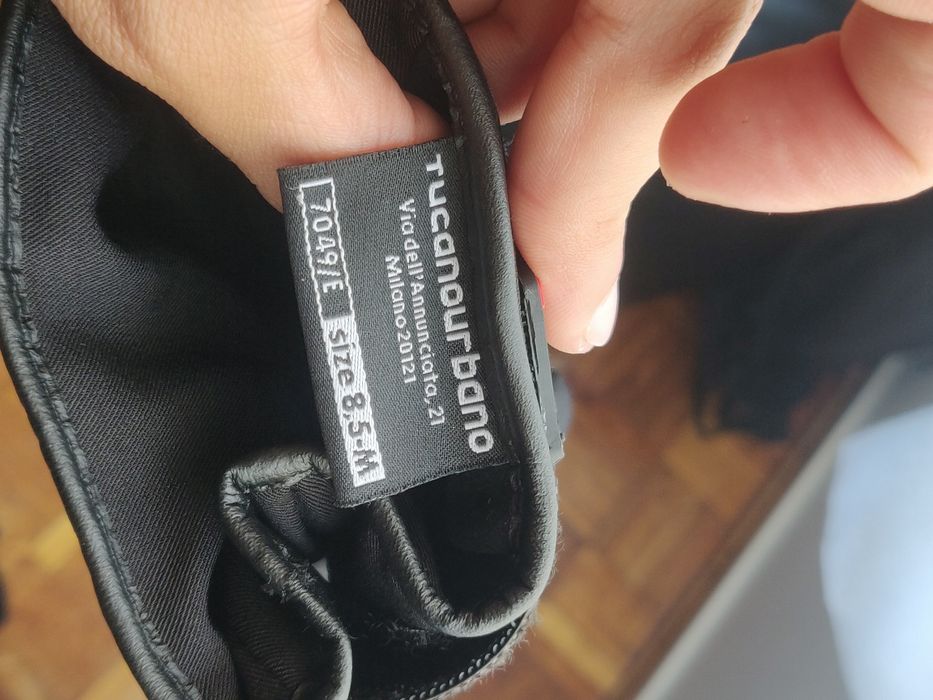 TUCANOURBANO
Via dell'Annunciata, 21
Milano 20121
7049/E size 8,5-M